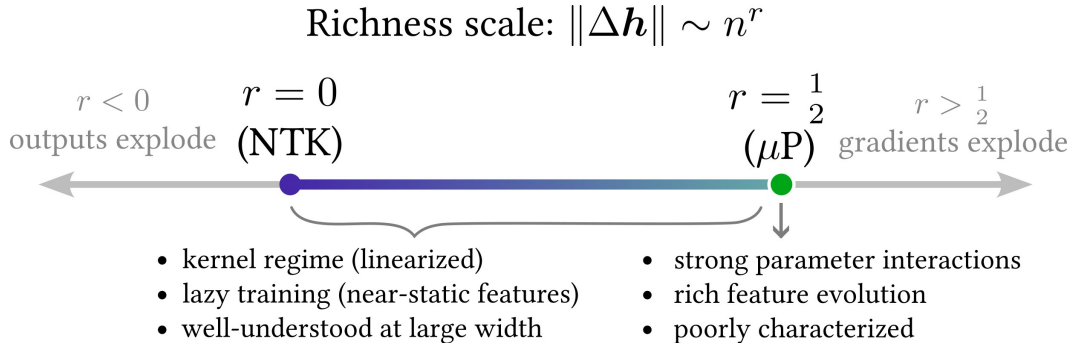 Richness scale: ‖Δh‖ ∼ n^r
r < 0
outputs explode
r = 0
(NTK)
r = 1/2
(μP)
r > 1/2
gradients explode
• kernel regime (linearized)
• lazy training (near-static features)
• well-understood at large width
• strong parameter interactions
• rich feature evolution
• poorly characterized